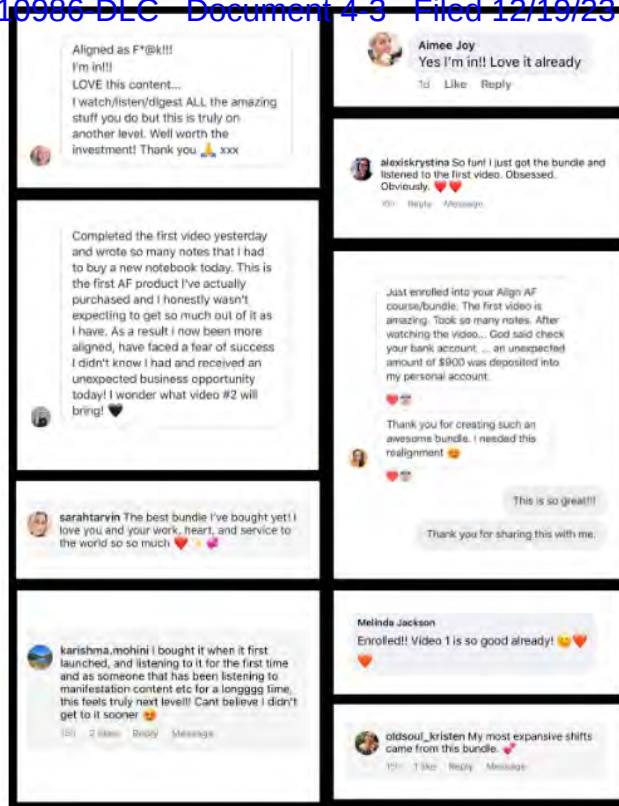 10986-DLC Document 4-3 Filed 12/19/23
Aligned as F*@k!!!
I'm in!!!
LOVE this content...
I watch/listen/digest ALL the amazing
stuff you do but this is truly on
another level. Well worth the
investment! Thank you 🙏 xxx
Completed the first video yesterday
and wrote so many notes that I had
to buy a new notebook today. This is
the first AF product I've actually
purchased and I honestly wasn't
expecting to get so much out of it as
I have. As a result i now been more
aligned, have faced a fear of success
I didn't know I had and received an
unexpected business opportunity
today! I wonder what video #2 will
bring! 🖤
sarahtarvin The best bundle I've bought yet! I
love you and your work, heart, and service to
the world so so much ❤️✨💞
karishma.mohini I bought it when it first
launched, and listening to it for the first time
and as someone that has been listening to
manifestation content etc for a longggg time,
this feels truly next level!! Cant believe I didn't
get to it sooner 😍
2 likes Reply Message
Aimee Joy
Yes I'm in!! Love it already
1d Like Reply
alexiskrystina So fun! I just got the bundle and
listened to the first video. Obsessed.
Obviously. ❤️❤️
Reply Message
Just enrolled into your Align AF
course/bundle. The first video is
amazing. Took so many notes. After
watching the video... God said check
your bank account. ... an unexpected
amount of $900 was deposited into
my personal account.
Thank you for creating such an
awesome bundle. I needed this
realignment 😍
This is so great!!!
Thank you for sharing this with me.
Melinda Jackson
Enrolled!! Video 1 is so good already! 😊❤️
❤️
oldsoul_kristen My most expansive shifts
came from this bundle. 💞
1 like Reply Message